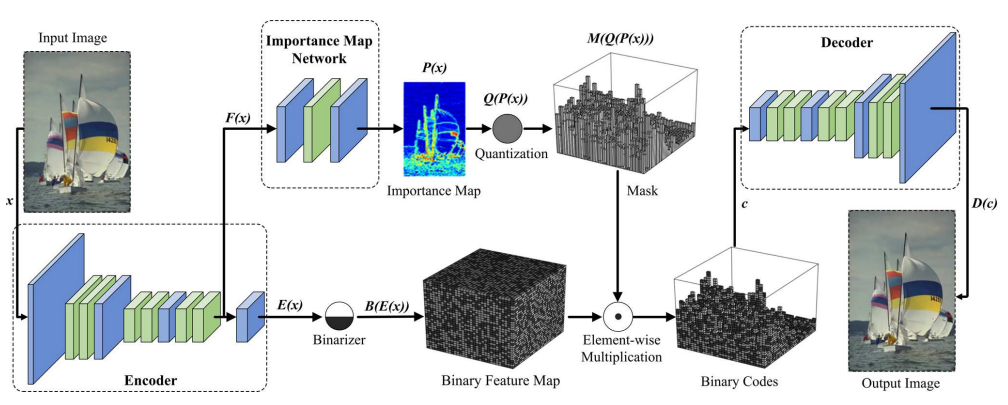 Input Image
x
Encoder
F(x)
Importance Map
Network
P(x)
Importance Map
Q(P(x))
Quantization
M(Q(P(x)))
Mask
E(x)
Binarizer
B(E(x))
Binary Feature Map
Element-wise
Multiplication
Binary Codes
c
Decoder
D(c)
Output Image